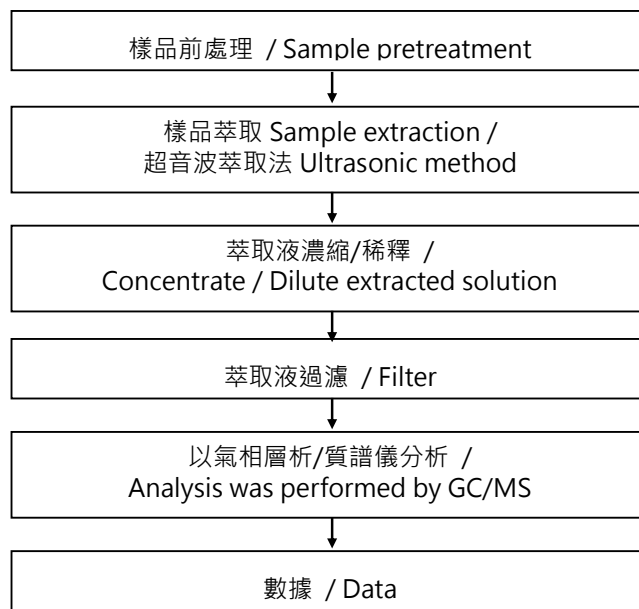 樣品前處理 / Sample pretreatment
樣品萃取 Sample extraction /
超音波萃取法 Ultrasonic method
萃取液濃縮/稀釋 /
Concentrate / Dilute extracted solution
萃取液過濾 / Filter
以氣相層析/質譜儀分析 /
Analysis was performed by GC/MS
數據 / Data